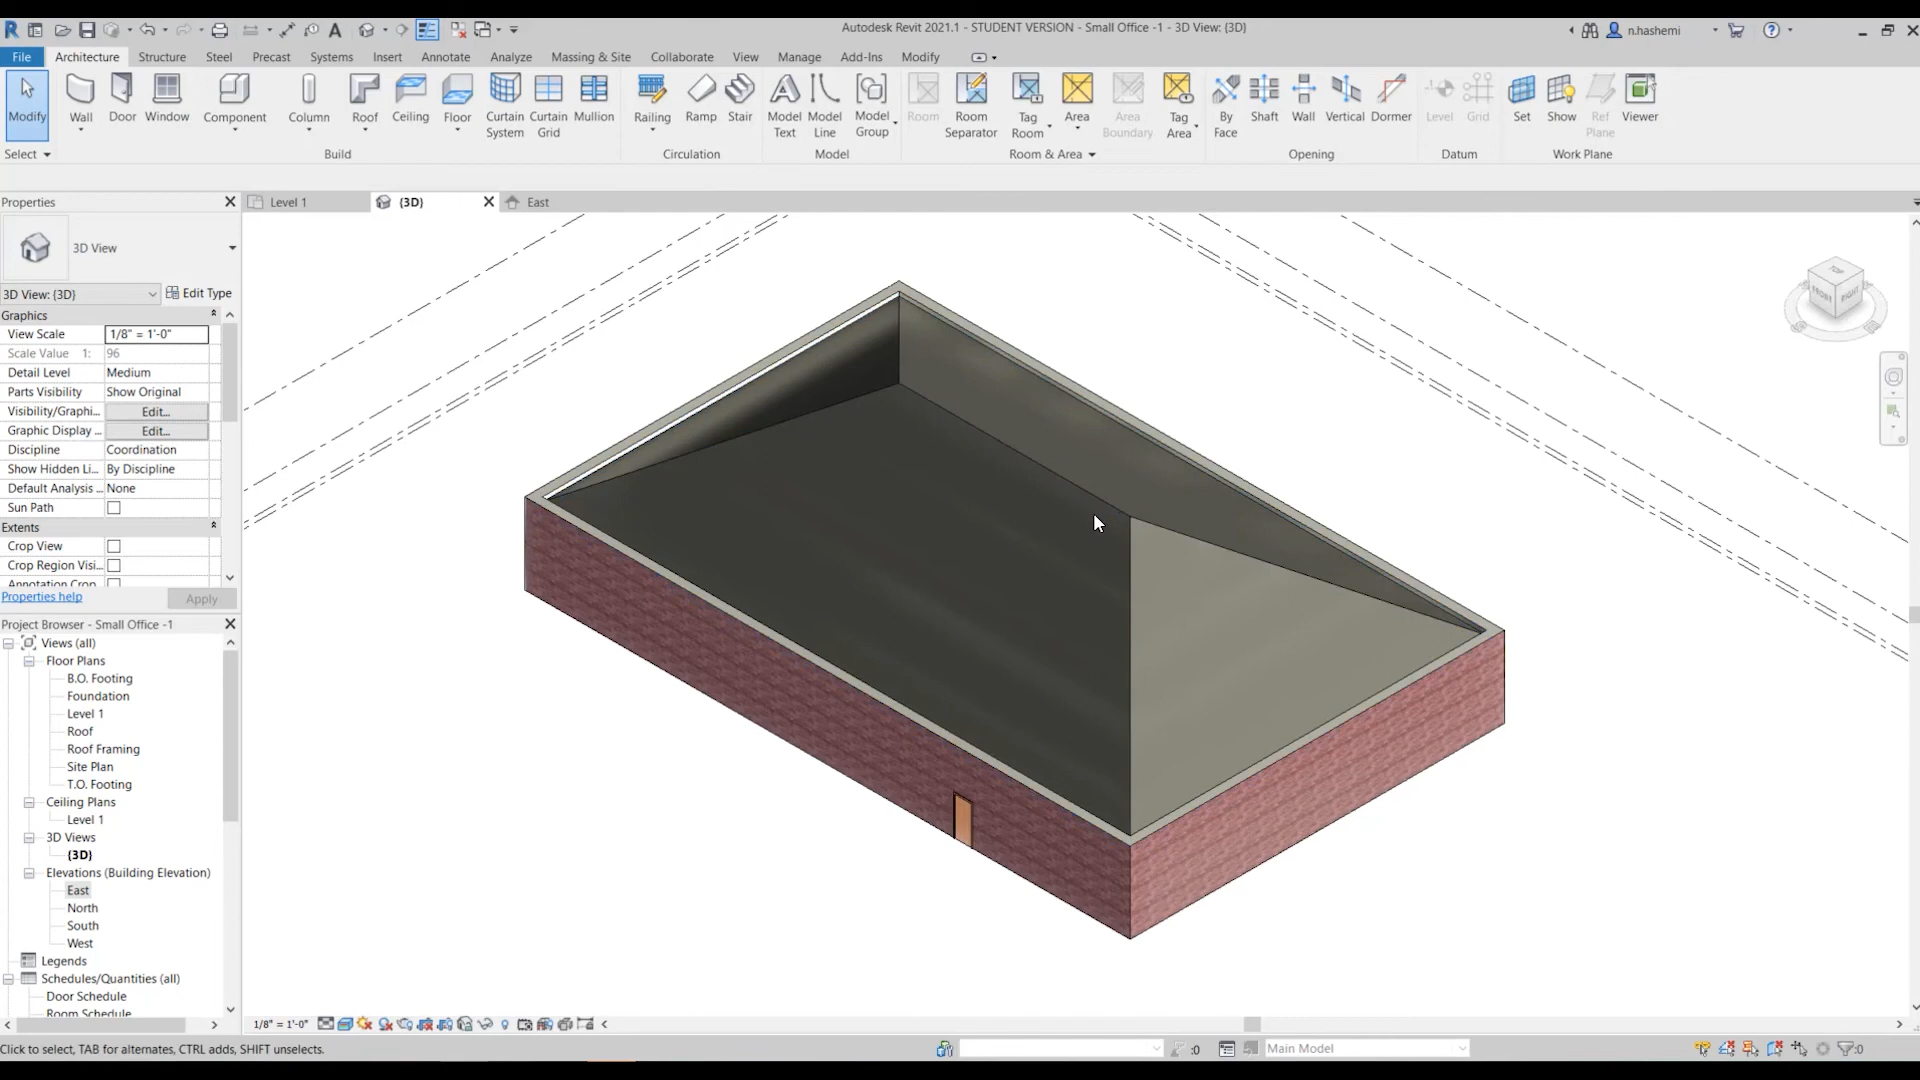 Autodesk Revit 2021.1 - STUDENT VERSION - Small Office -1 - 3D View: {3D}
n.hashemi
File Architecture Structure Steel Precast Systems Insert Annotate Analyze Massing & Site Collaborate View Manage Add-Ins Modify
Modify Wall Door Window Component Column Roof Ceiling Floor Curtain System Curtain Grid Mullion Railing Ramp Stair Model Text Model Line Model Group Room Room Separator Tag Room Area Area Boundary Tag Area By Face Shaft Wall Vertical Dormer Level Grid Set Show Ref Plane Viewer
Select Build Circulation Model Room & Area Opening Datum Work Plane
Properties
Level 1 {3D} East
3D View
3D View: {3D} Edit Type
Graphics
View Scale 1/8" = 1'-0"
Scale Value 1: 96
Detail Level Medium
Parts Visibility Show Original
Visibility/Graphi... Edit...
Graphic Display ... Edit...
Discipline Coordination
Show Hidden Li... By Discipline
Default Analysis ... None
Sun Path
Extents
Crop View
Crop Region Visi...
Annotation Crop
Properties help Apply
Project Browser - Small Office -1
Views (all)
Floor Plans
B.O. Footing
Foundation
Level 1
Roof
Roof Framing
Site Plan
T.O. Footing
Ceiling Plans
Level 1
3D Views
{3D}
Elevations (Building Elevation)
East
North
South
West
Legends
Schedules/Quantities (all)
Door Schedule
Room Schedule
TOP
FRONT RIGHT
1/8" = 1'-0"
Click to select, TAB for alternates, CTRL adds, SHIFT unselects.
:0 Main Model :0